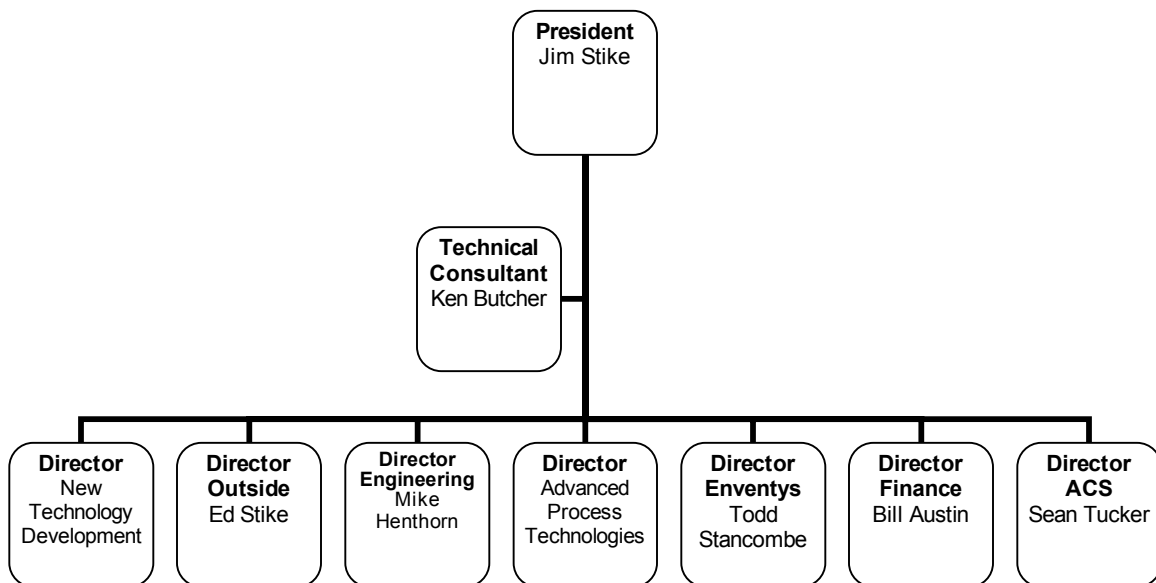 President
Jim Stike
Technical
Consultant
Ken Butcher
Director
New
Technology
Development
Director
Outside
Ed Stike
Director
Engineering
Mike
Henthorn
Director
Advanced
Process
Technologies
Director
Enventys
Todd
Stancombe
Director
Finance
Bill Austin
Director
ACS
Sean Tucker